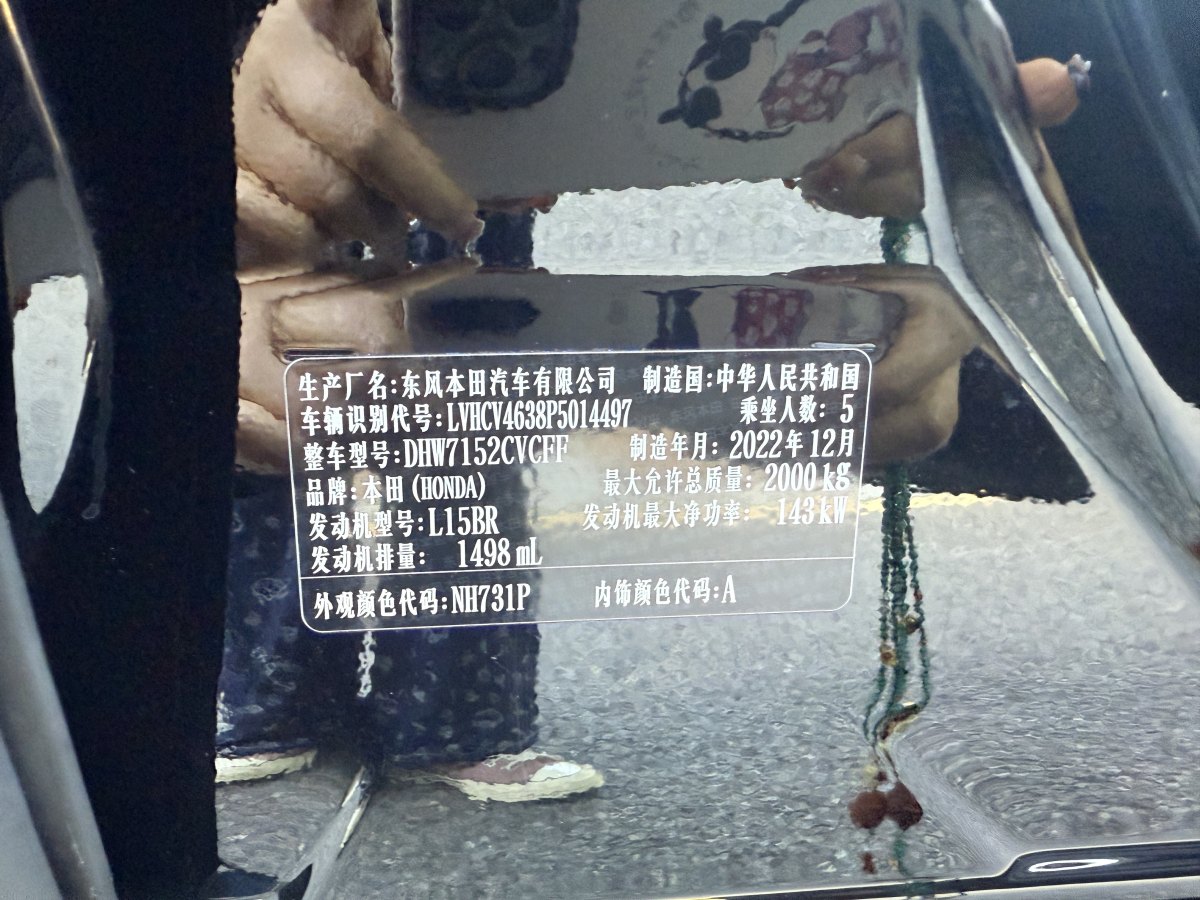 生产厂名:东风本田汽车有限公司 制造国:中华人民共和国
车辆识别代号:LVHCV4638P5014497 乘坐人数: 5
整车型号:DHW7152CVCFF 制造年月: 2022年12月
品牌:本田(HONDA) 最大允许总质量: 2000 kg
发动机型号:L15BR 发动机最大净功率: 143kW
发动机排量: 1498 mL
外观颜色代码:NH731P 内饰颜色代码:A